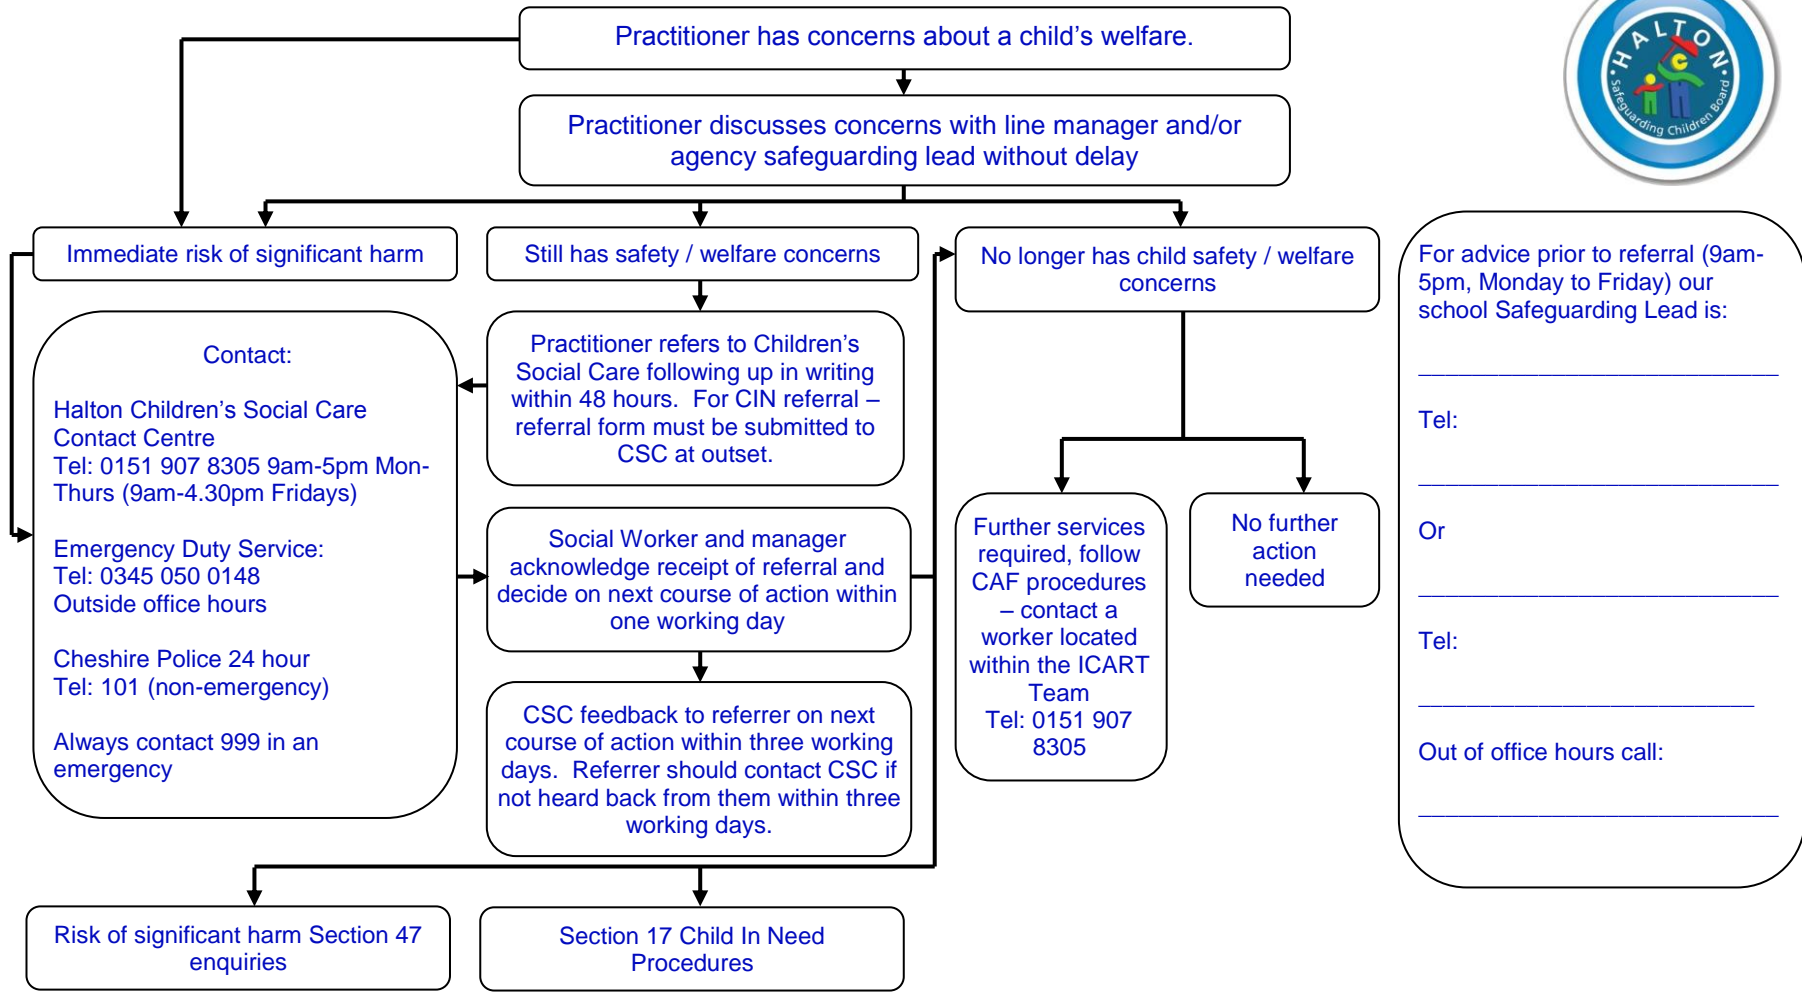 Practitioner has concerns about a child’s welfare.
HALTON
Safeguarding Children Board
Practitioner discusses concerns with line manager and/or
agency safeguarding lead without delay
Immediate risk of significant harm
Still has safety / welfare concerns
No longer has child safety / welfare
concerns
Contact:
Halton Children’s Social Care
Contact Centre
Tel: 0151 907 8305 9am-5pm Mon-
Thurs (9am-4.30pm Fridays)
Emergency Duty Service:
Tel: 0345 050 0148
Outside office hours
Cheshire Police 24 hour
Tel: 101 (non-emergency)
Always contact 999 in an
emergency
Practitioner refers to Children’s
Social Care following up in writing
within 48 hours.  For CIN referral –
referral form must be submitted to
CSC at outset.
Social Worker and manager
acknowledge receipt of referral and
decide on next course of action within
one working day
CSC feedback to referrer on next
course of action within three working
days.  Referrer should contact CSC if
not heard back from them within three
working days.
Further services
required, follow
CAF procedures
– contact a
worker located
within the ICART
Team
Tel: 0151 907
8305
No further
action
needed
For advice prior to referral (9am-
5pm, Monday to Friday) our
school Safeguarding Lead is:
Tel:
Or
Tel:
Out of office hours call:
Risk of significant harm Section 47
enquiries
Section 17 Child In Need
Procedures